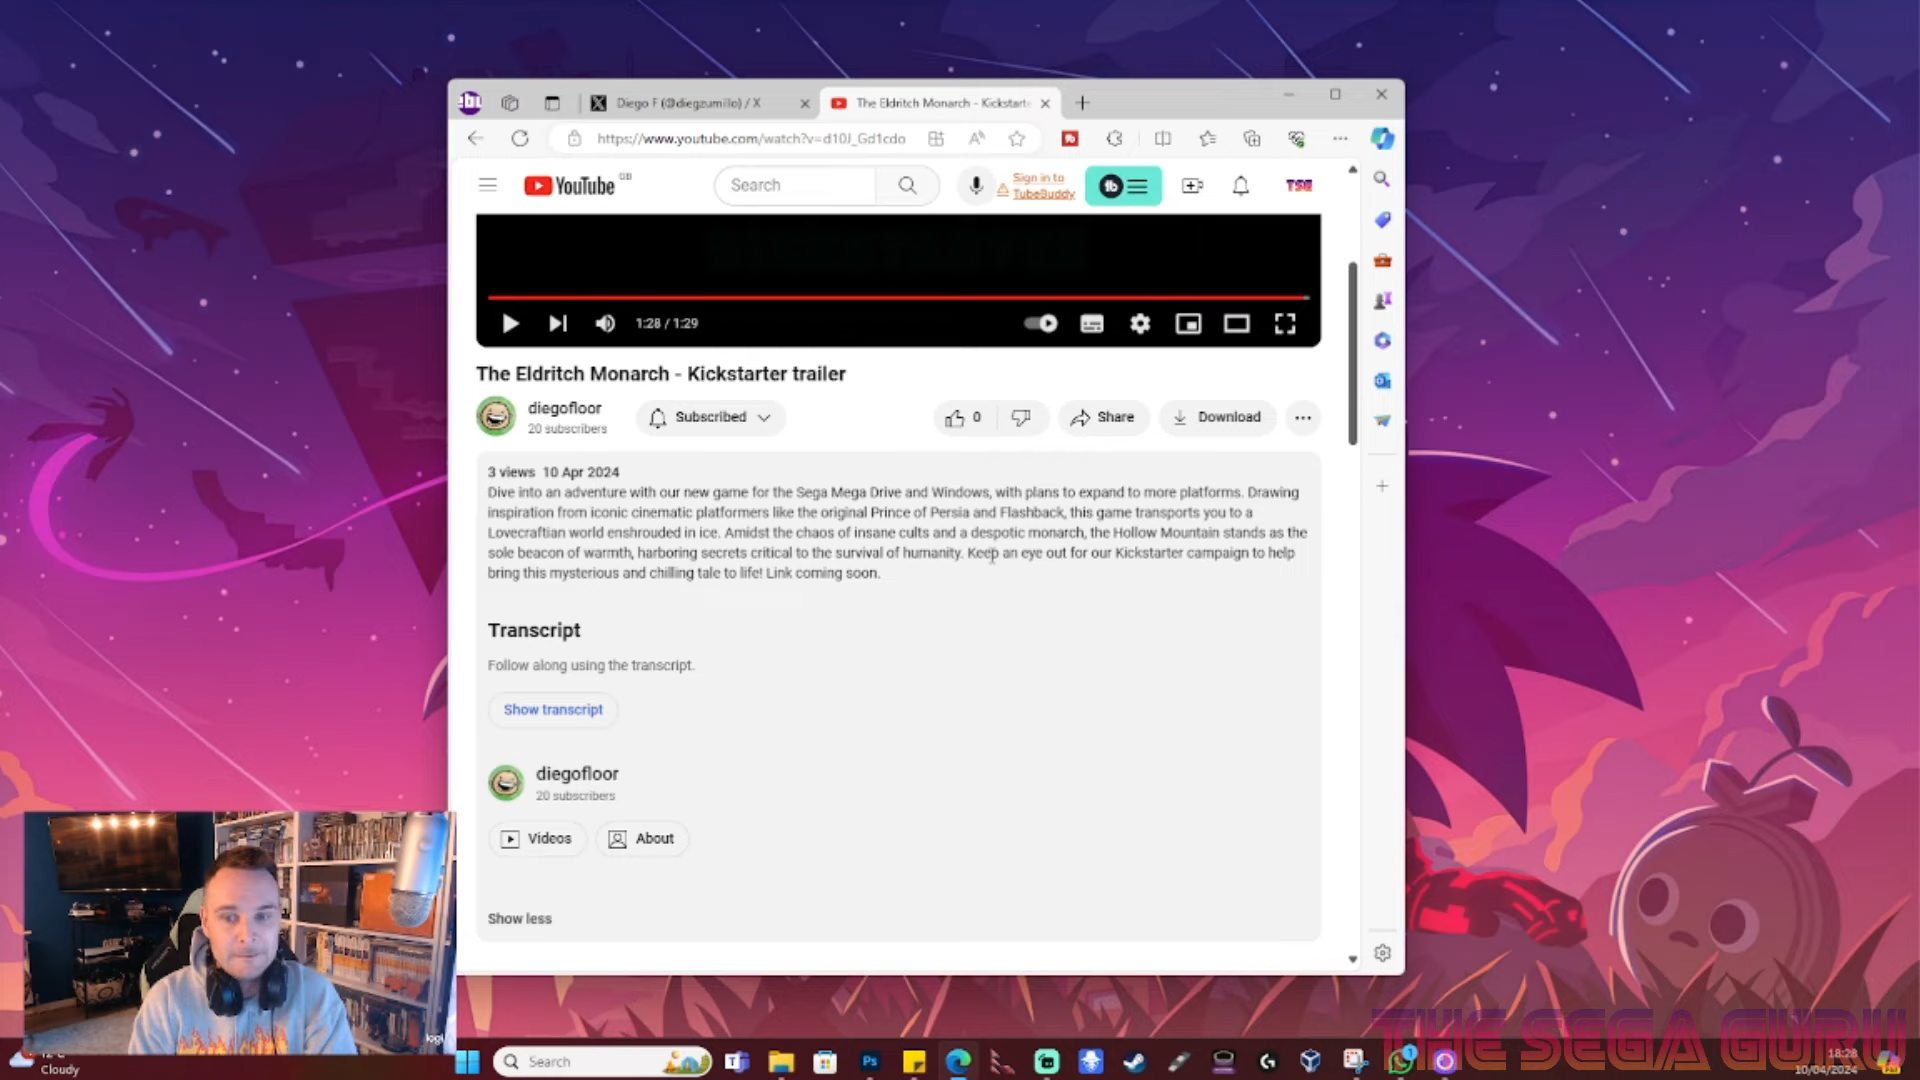 Diego F (@diegzumillo) / X
The Eldritch Monarch - Kickstarte
https://www.youtube.com/watch?v=d10J_Gd1cdo
YouTube GB
Search
Sign in to
TubeBuddy
tb
TSG
1:28 / 1:29
The Eldritch Monarch - Kickstarter trailer
diegofloor
20 subscribers
Subscribed
0
Share
Download
3 views 10 Apr 2024
Dive into an adventure with our new game for the Sega Mega Drive and Windows, with plans to expand to more platforms. Drawing
inspiration from iconic cinematic platformers like the original Prince of Persia and Flashback, this game transports you to a
Lovecraftian world enshrouded in ice. Amidst the chaos of insane cults and a despotic monarch, the Hollow Mountain stands as the
sole beacon of warmth, harboring secrets critical to the survival of humanity. Keep an eye out for our Kickstarter campaign to help
bring this mysterious and chilling tale to life! Link coming soon.
Transcript
Follow along using the transcript.
Show transcript
diegofloor
20 subscribers
Videos
About
Show less
logi
THE SEGA GURU
12°C
Cloudy
Search
Ps
1
18:28
10/04/2024